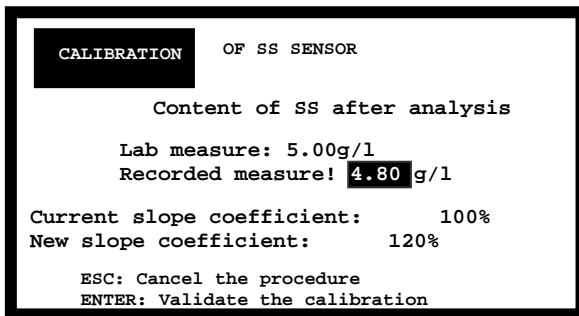 CALIBRATION OF SS SENSOR
Content of SS after analysis
Lab measure: 5.00g/l
Recorded measure! 4.80 g/l
Current slope coefficient: 100%
New slope coefficient: 120%
ESC: Cancel the procedure
ENTER: Validate the calibration